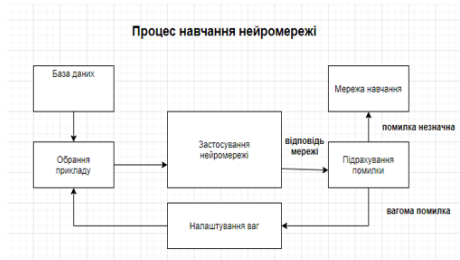 Процес навчання нейромережі
База даних
Мережа навчання
помилка незначна
Обрання
прикладу
Застосування
нейромережі
відповідь
мережі
Підрахування
помилки
вагома помилка
Налаштування ваг